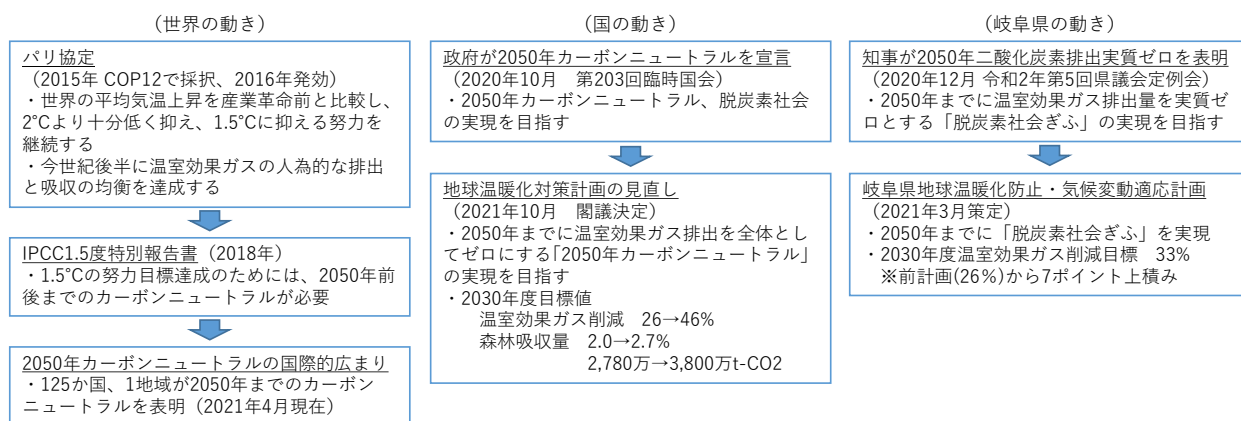 (世界の動き)
パリ協定
(2015年 COP12で採択、2016年発効)
・世界の平均気温上昇を産業革命前と比較し、
2℃より十分低く抑え、1.5℃に抑える努力を
継続する
・今世紀後半に温室効果ガスの人為的な排出
と吸収の均衡を達成する
IPCC1.5度特別報告書(2018年)
・1.5℃の努力目標達成のためには、2050年前
後までのカーボンニュートラルが必要
2050年カーボンニュートラルの国際的広まり
・125か国、1地域が2050年までのカーボン
ニュートラルを表明(2021年4月現在)
(国の動き)
政府が2050年カーボンニュートラルを宣言
(2020年10月 第203回臨時国会)
・2050年カーボンニュートラル、脱炭素社会
の実現を目指す
地球温暖化対策計画の見直し
(2021年10月 閣議決定)
・2050年までに温室効果ガス排出を全体とし
てゼロにする「2050年カーボンニュートラル」
の実現を目指す
・2030年度目標値
温室効果ガス削減 26→46%
森林吸収量 2.0→2.7%
2,780万→3,800万t-CO2
(岐阜県の動き)
知事が2050年二酸化炭素排出実質ゼロを表明
(2020年12月 令和2年第5回県議会定例会)
・2050年までに温室効果ガス排出量を実質ゼ
ロとする「脱炭素社会ぎふ」の実現を目指す
岐阜県地球温暖化防止・気候変動適応計画
(2021年3月策定)
・2050年までに「脱炭素社会ぎふ」を実現
・2030年度温室効果ガス削減目標 33%
※前計画(26%)から7ポイント上積み